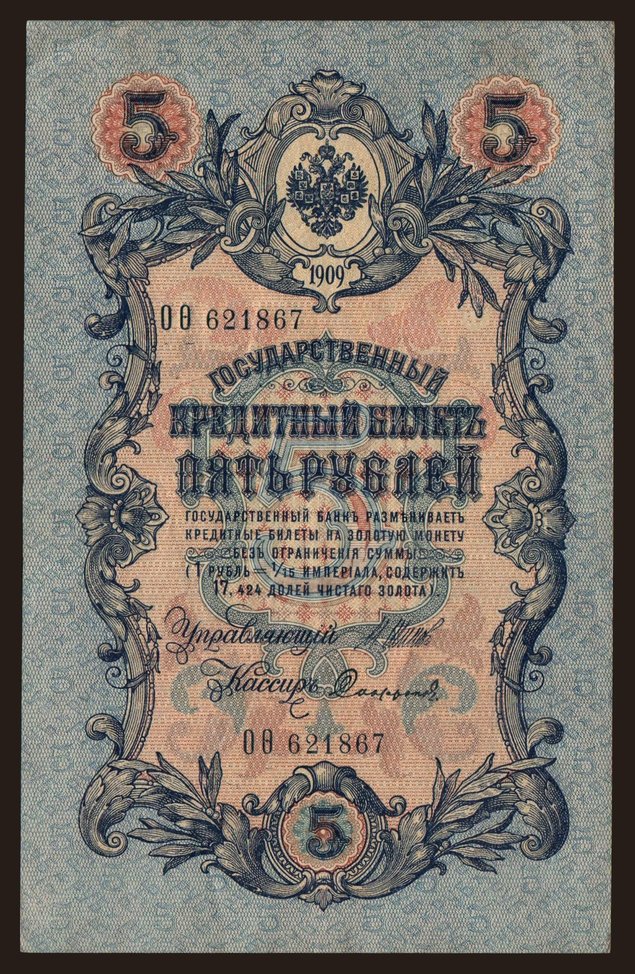 5 5
1909
ОѲ 621867
ГОСУДАРСТВЕННЫЙ
КРЕДИТНЫЙ БИЛЕТЪ
ПЯТЬ РУБЛЕЙ
5
ГОСУДАРСТВЕННЫЙ БАНКЪ РАЗМѢНИВАЕТЪ
КРЕДИТНЫЕ БИЛЕТЫ НА ЗОЛОТУЮ МОНЕТУ
БЕЗЪ ОГРАНИЧЕНІЯ СУММЫ
(1 РУБЛЬ = 1/15 ИМПЕРІАЛА, СОДЕРЖИТЪ
17,424 ДОЛЕЙ ЧИСТАГО ЗОЛОТА).
Управляющій
Кассиръ
ОѲ 621867
5